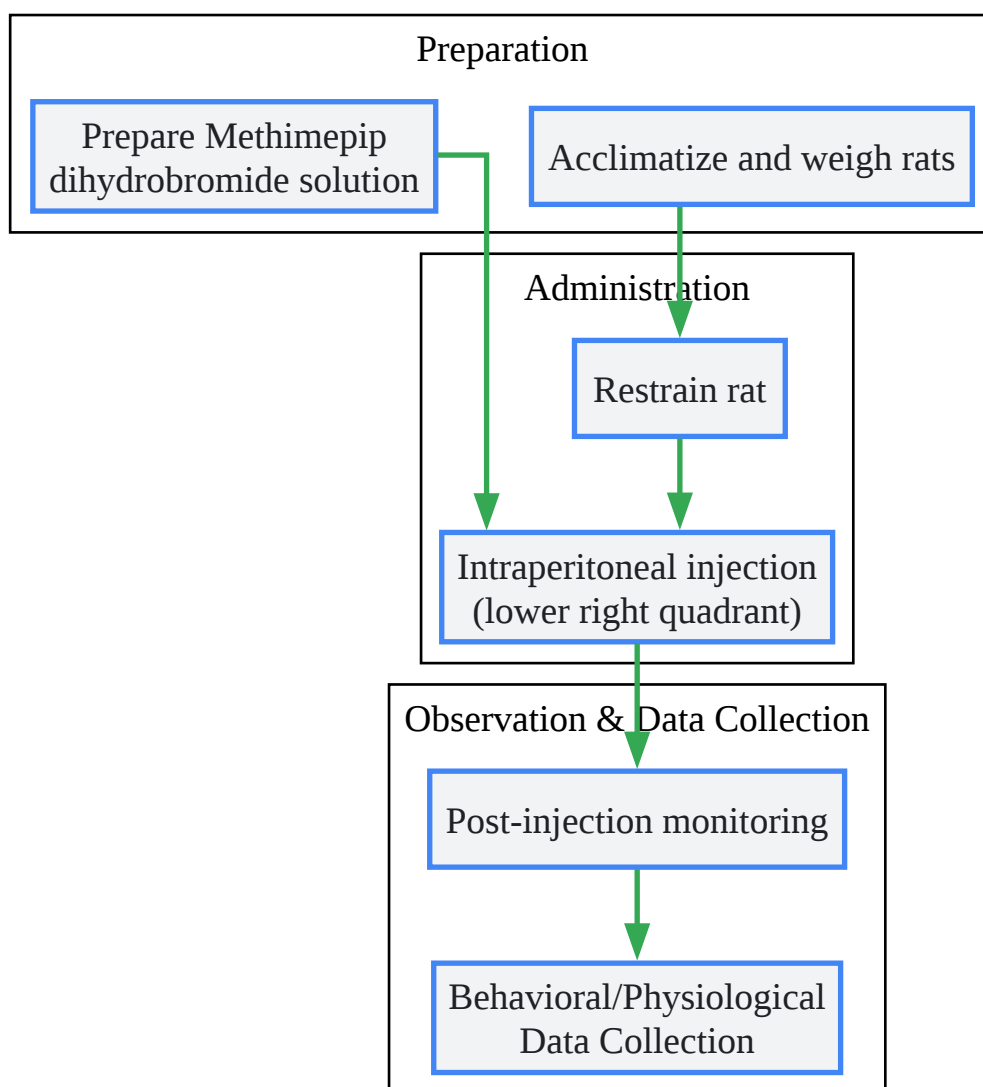 Preparation
Prepare Methimepip
dihydrobromide solution
Acclimatize and weigh rats
Administration
Restrain rat
Intraperitoneal injection
(lower right quadrant)
Observation & Data Collection
Post-injection monitoring
Behavioral/Physiological
Data Collection